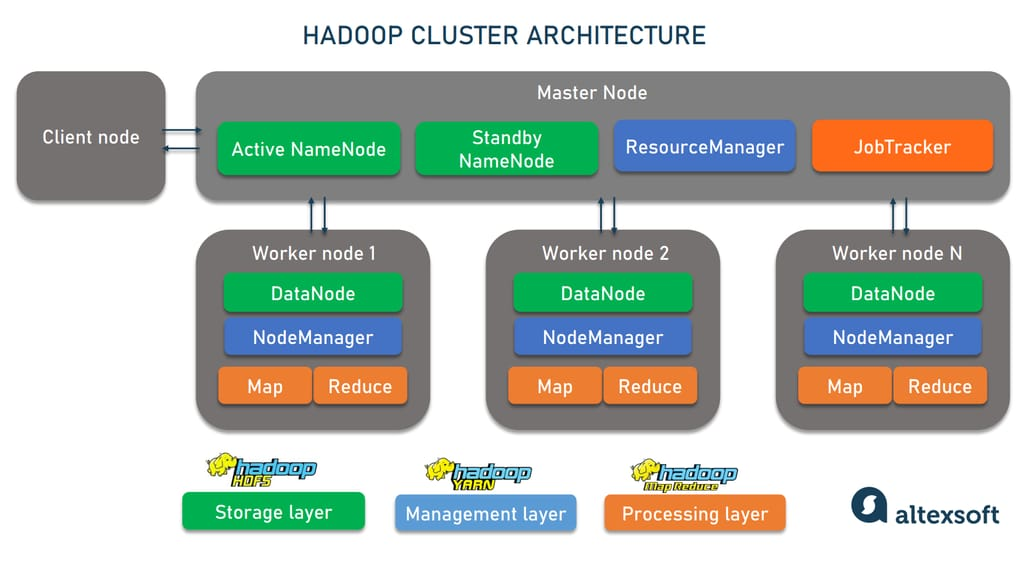 HADOOP CLUSTER ARCHITECTURE
Client node
Master Node
Active NameNode
Standby
NameNode
ResourceManager
JobTracker
Worker node 1
DataNode
NodeManager
Map
Reduce
Worker node 2
DataNode
NodeManager
Map
Reduce
Worker node N
DataNode
NodeManager
Map
Reduce
hadoop
HDFS
Storage layer
hadoop
YARN
Management layer
hadoop
Map Reduce
Processing layer
altexsoft